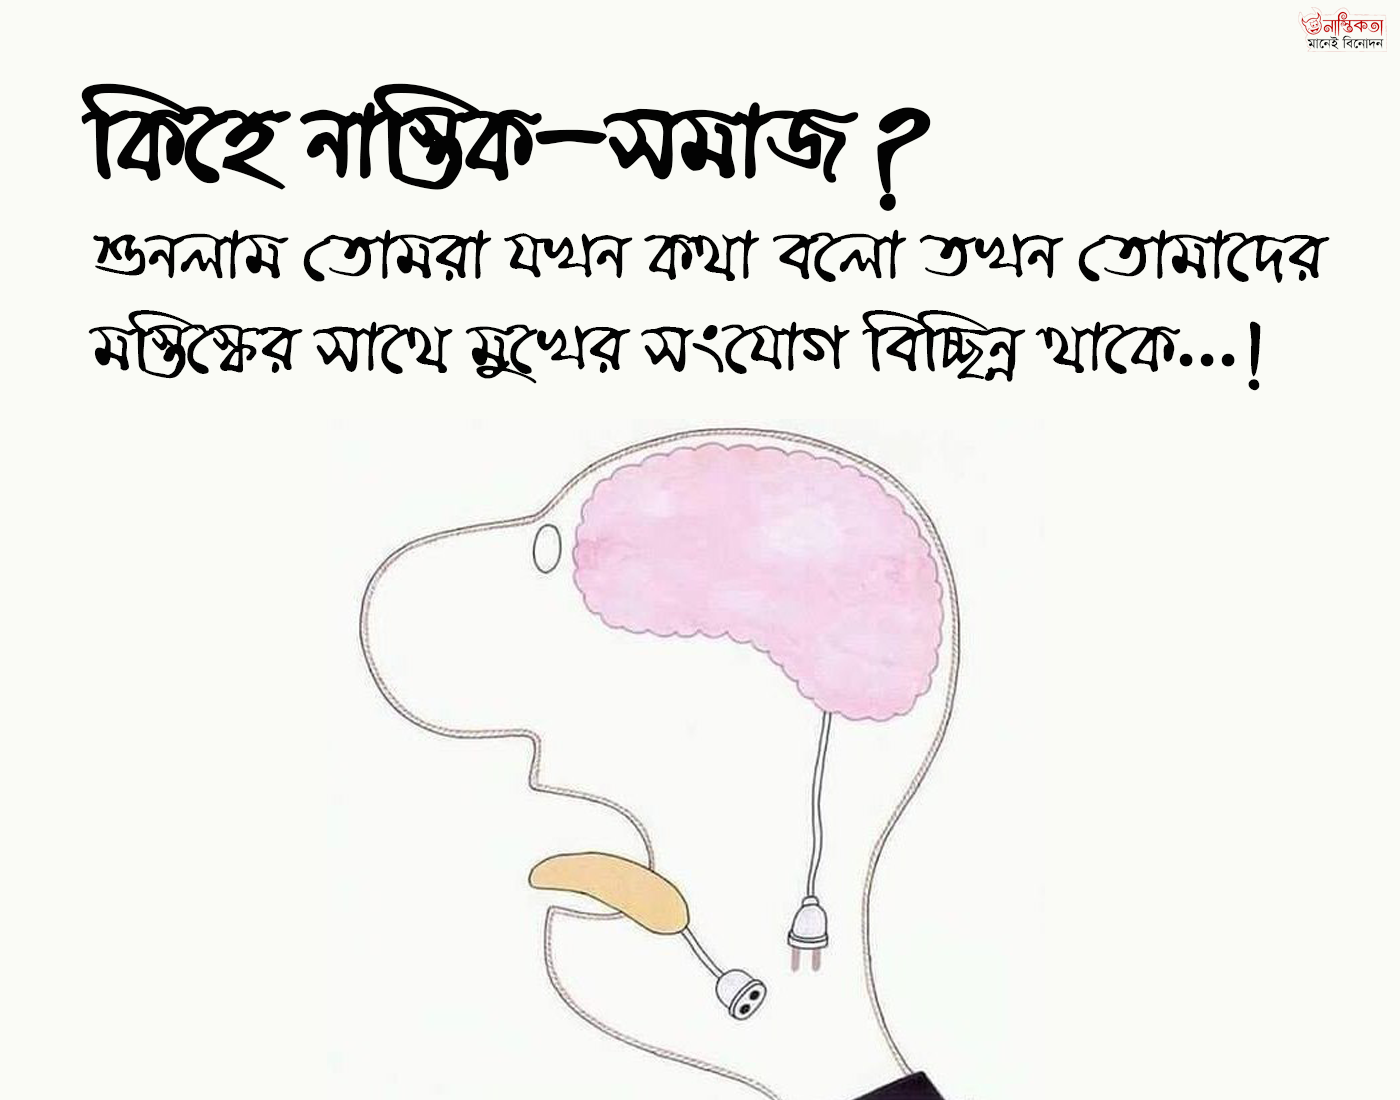 নাস্তিকতা
মানেই বিনোদন
কিহে নাস্তিক-সমাজ ?
শুনলাম তোমরা যখন কথা বলো তখন তোমাদের
মস্তিস্কের সাথে মুখের সংযোগ বিচ্ছিন্ন থাকে...!